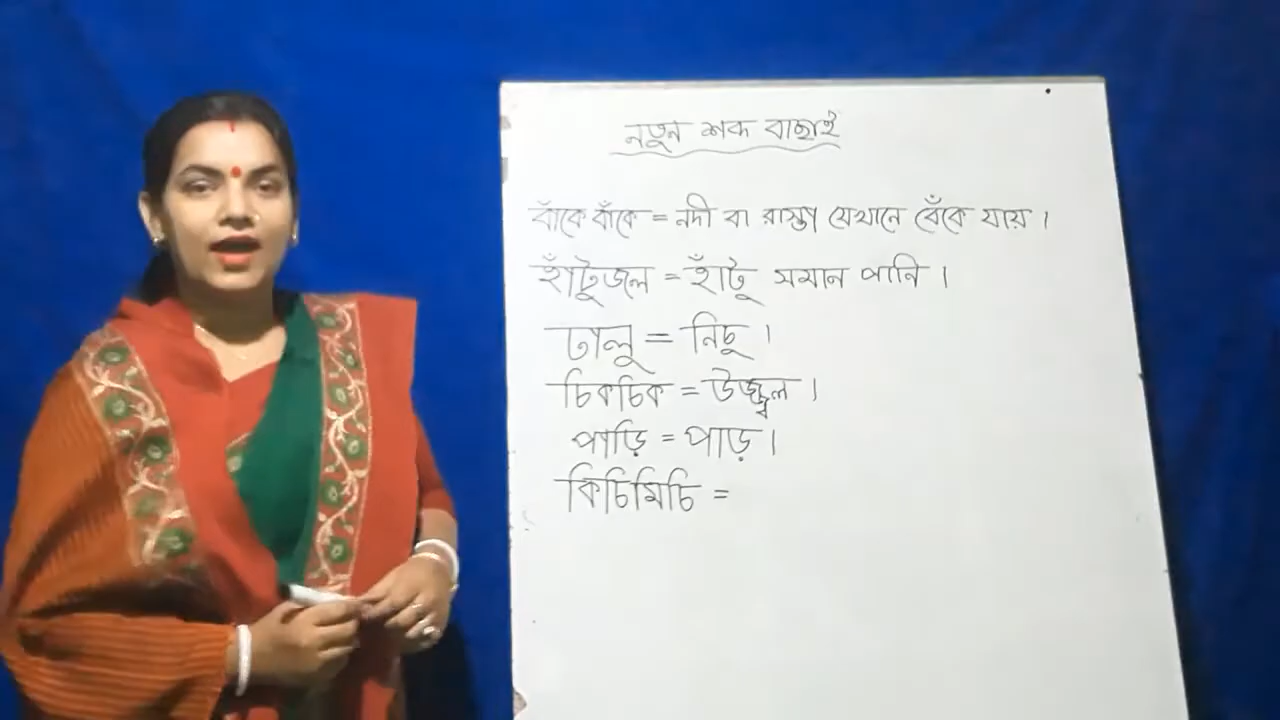 নতুন শব্দ বাছাই
বাঁকে বাঁকে = নদী বা রাস্তা যেখানে বেঁকে যায়।
হাঁটুজল = হাঁটু সমান পানি।
ঢালু = নিচু।
চিকচিক = উজ্জ্বল।
পাড়ি = পাড়।
কিচিমিচি =